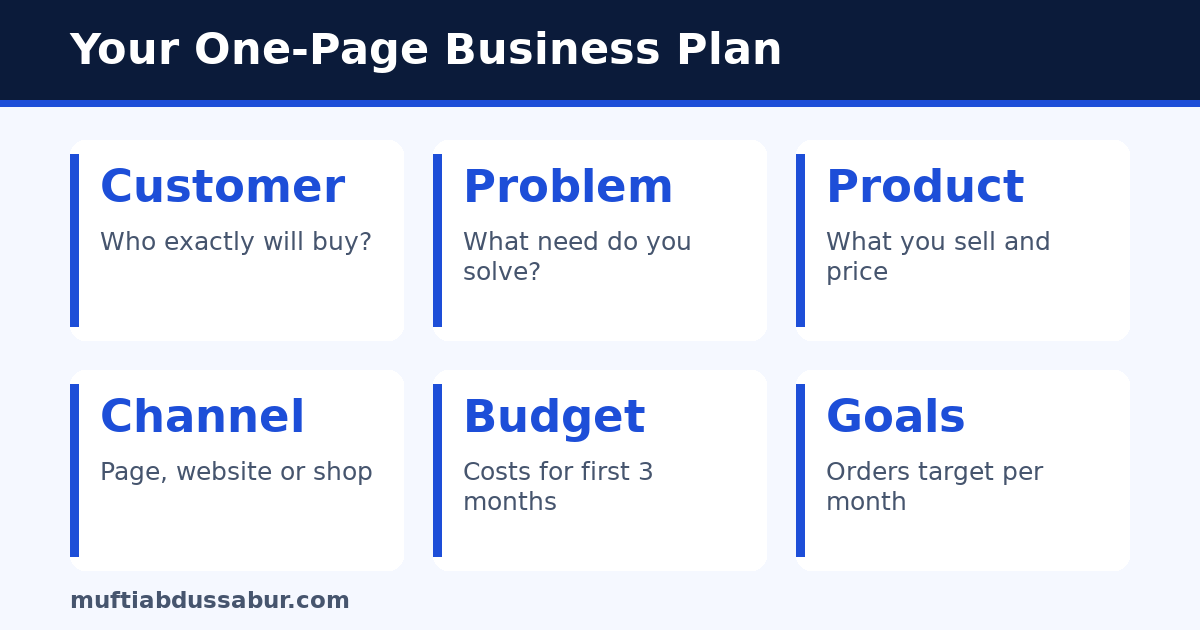 Your One-Page Business Plan
Customer
Who exactly will buy?
Problem
What need do you
solve?
Product
What you sell and
price
Channel
Page, website or shop
Budget
Costs for first 3
months
Goals
Orders target per
month
muftiabdussabur.com